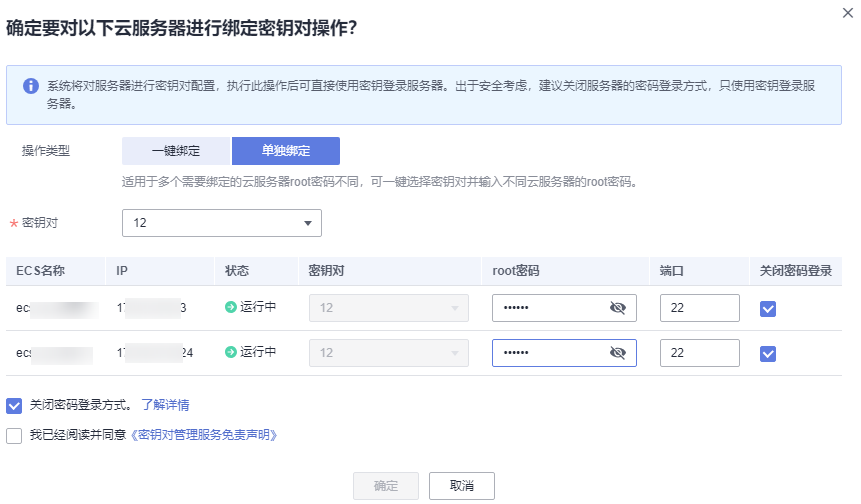 确定要对以下云服务器进行绑定密钥对操作?
系统将对服务器进行密钥对配置，执行此操作后可直接使用密钥登录服务器。出于安全考虑，建议关闭服务器的密码登录方式，只使用密钥登录服
务器。
操作类型 一键绑定 单独绑定
适用于多个需要绑定的云服务器root密码不同，可一键选择密钥对并输入不同云服务器的root密码。
* 密钥对 12
ECS名称 IP 状态 密钥对 root密码 端口 关闭密码登录
运行中 12 •••••• 22
运行中 12 •••••• 22
关闭密码登录方式。 了解详情
我已经阅读并同意《密钥对管理服务免责声明》
确定 取消